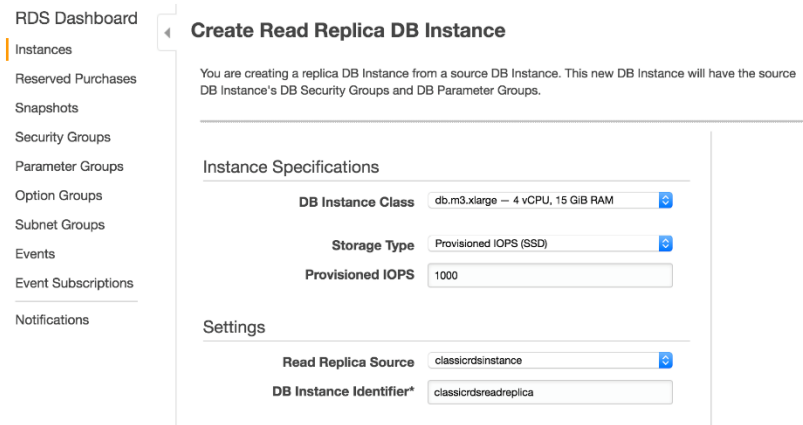 RDS Dashboard
Instances
Reserved Purchases
Snapshots
Security Groups
Parameter Groups
Option Groups
Subnet Groups
Events
Event Subscriptions
Notifications
Create Read Replica DB Instance
You are creating a replica DB Instance from a source DB Instance. This new DB Instance will have the source
DB Instance's DB Security Groups and DB Parameter Groups.
Instance Specifications
DB Instance Class db.m3.xlarge — 4 vCPU, 15 GiB RAM
Storage Type Provisioned IOPS (SSD)
Provisioned IOPS 1000
Settings
Read Replica Source classicrdsinstance
DB Instance Identifier* classicrdsreadreplica